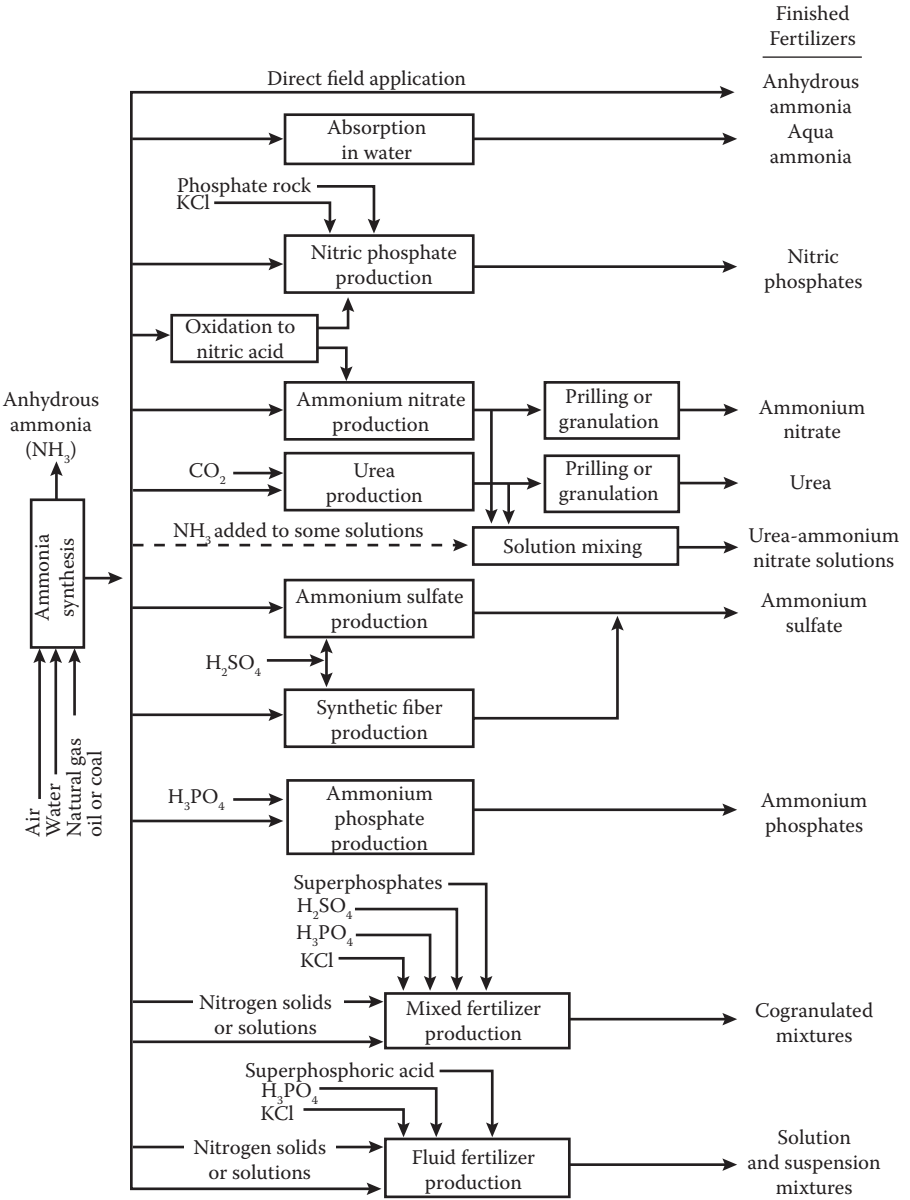 Finished
Fertilizers
Direct field application
Anhydrous
ammonia
Absorption
in water
Aqua
ammonia
Phosphate rock
KCl
Nitric phosphate
production
Nitric
phosphates
Oxidation to
nitric acid
Anhydrous
ammonia
(NH₃)
Ammonium nitrate
production
Prilling or
granulation
Ammonium
nitrate
CO₂
Urea
production
Prilling or
granulation
Urea
NH₃ added to some solutions
Solution mixing
Urea-ammonium
nitrate solutions
Ammonia
synthesis
Ammonium sulfate
production
Ammonium
sulfate
H₂SO₄
Synthetic fiber
production
Air
Water
Natural gas
oil or coal
H₃PO₄
Ammonium
phosphate
production
Ammonium
phosphates
Superphosphates
H₂SO₄
H₃PO₄
KCl
Nitrogen solids
or solutions
Mixed fertilizer
production
Cogranulated
mixtures
Superphosphoric acid
H₃PO₄
KCl
Nitrogen solids
or solutions
Fluid fertilizer
production
Solution
and suspension
mixtures